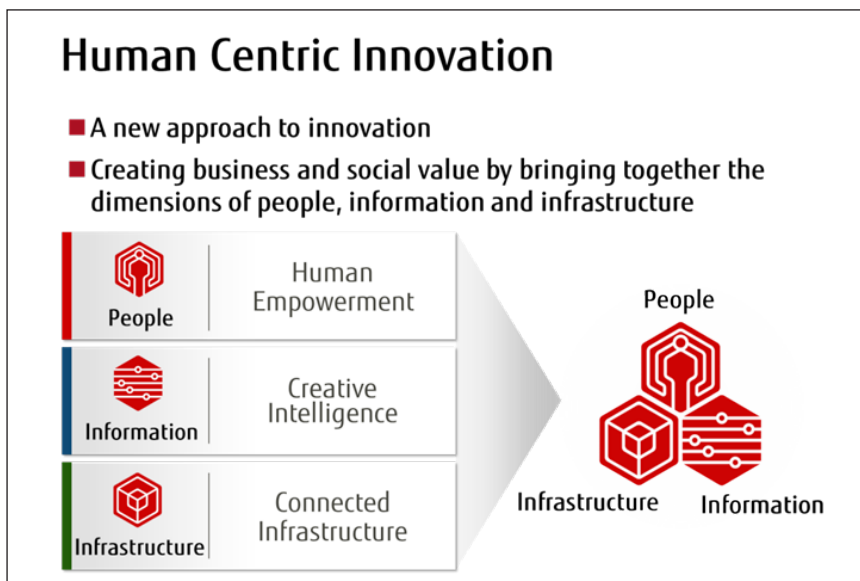 Human Centric Innovation
A new approach to innovation
Creating business and social value by bringing together the
dimensions of people, information and infrastructure
People
Human
Empowerment
Information
Creative
Intelligence
Infrastructure
Connected
Infrastructure
People
Infrastructure
Information